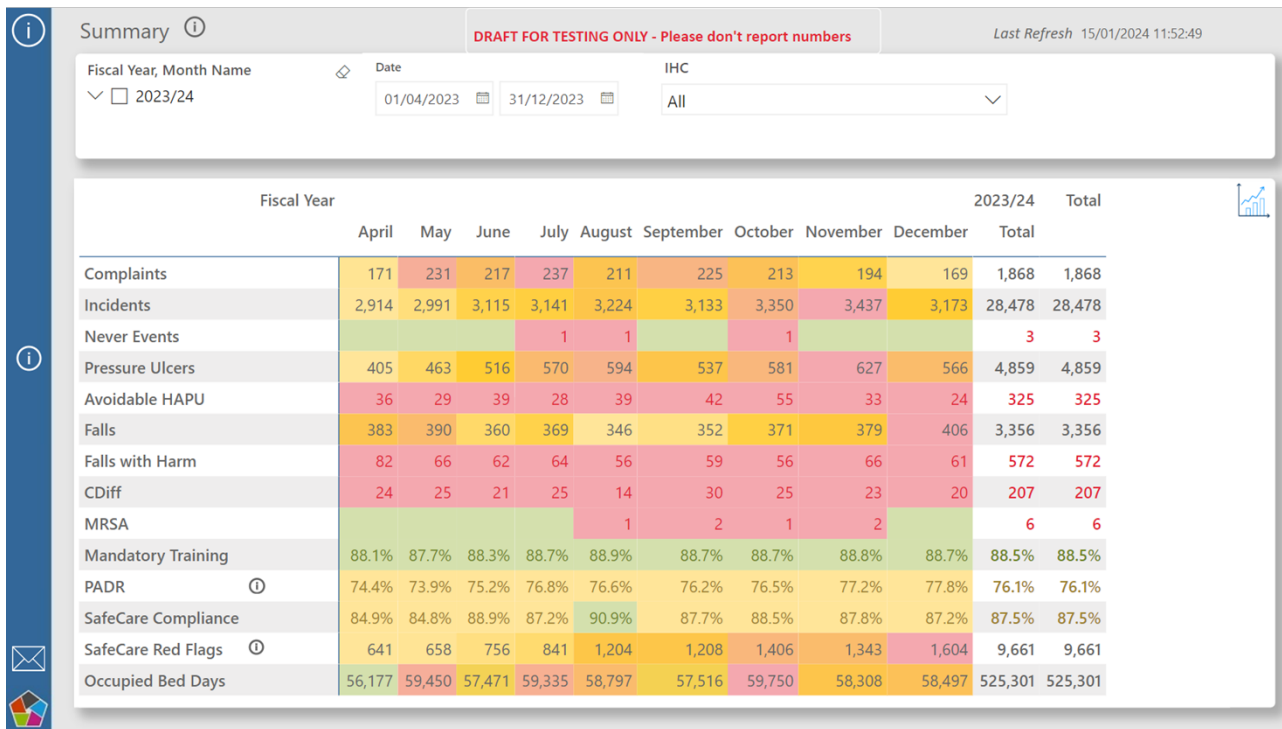 Summary
DRAFT FOR TESTING ONLY - Please don't report numbers
Last Refresh 15/01/2024 11:52:49
Fiscal Year, Month Name
2023/24
Date
01/04/2023 31/12/2023
IHC
All
Fiscal Year 2023/24 Total
April May June July August September October November December Total
Complaints 171 231 217 237 211 225 213 194 169 1,868 1,868
Incidents 2,914 2,991 3,115 3,141 3,224 3,133 3,350 3,437 3,173 28,478 28,478
Never Events 1 1 1 3 3
Pressure Ulcers 405 463 516 570 594 537 581 627 566 4,859 4,859
Avoidable HAPU 36 29 39 28 39 42 55 33 24 325 325
Falls 383 390 360 369 346 352 371 379 406 3,356 3,356
Falls with Harm 82 66 62 64 56 59 56 66 61 572 572
CDiff 24 25 21 25 14 30 25 23 20 207 207
MRSA 1 2 1 2 6 6
Mandatory Training 88.1% 87.7% 88.3% 88.7% 88.9% 88.7% 88.7% 88.8% 88.7% 88.5% 88.5%
PADR 74.4% 73.9% 75.2% 76.8% 76.6% 76.2% 76.5% 77.2% 77.8% 76.1% 76.1%
SafeCare Compliance 84.9% 84.8% 88.9% 87.2% 90.9% 87.7% 88.5% 87.8% 87.2% 87.5% 87.5%
SafeCare Red Flags 641 658 756 841 1,204 1,208 1,406 1,343 1,604 9,661 9,661
Occupied Bed Days 56,177 59,450 57,471 59,335 58,797 57,516 59,750 58,308 58,497 525,301 525,301